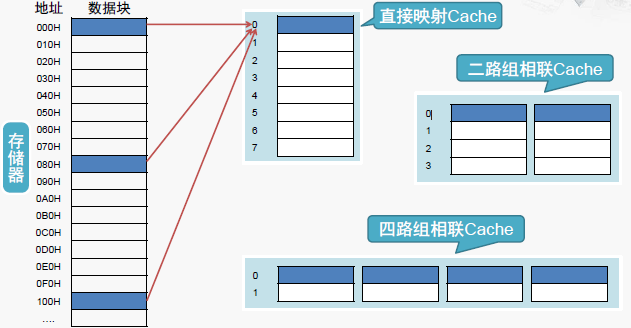 地址 数据块
000H
010H
020H
030H
040H
050H
060H
070H
080H
090H
0A0H
0B0H
0C0H
0D0H
0E0H
0F0H
100H
....
存储器
0
1
2
3
4
5
6
7
直接映射Cache
二路组相联Cache
0
1
2
3
四路组相联Cache
0
1